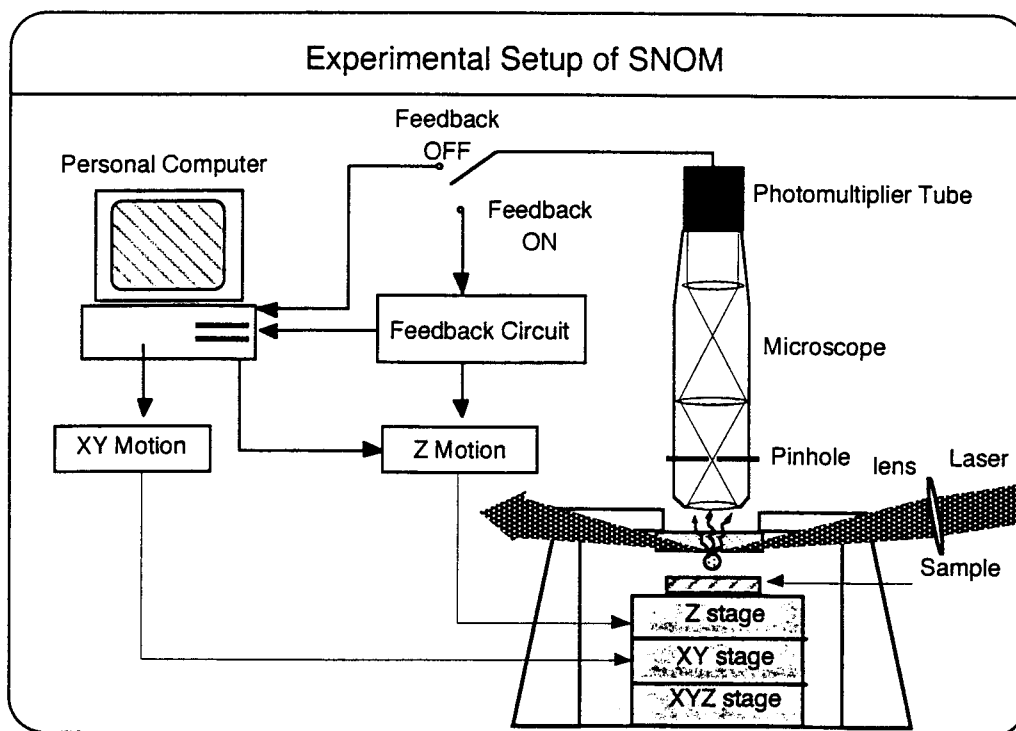 Experimental Setup of SNOM
Feedback
OFF
Personal Computer
Photomultiplier Tube
Feedback
ON
Feedback Circuit
Microscope
XY Motion
Z Motion
Pinhole
lens
Laser
Sample
Z stage
XY stage
XYZ stage